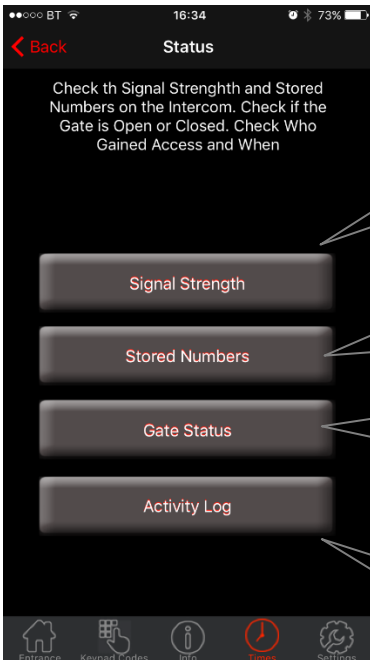 BT 16:34 73%
Back Status
Check th Signal Strenghth and Stored
Numbers on the Intercom. Check if the
Gate is Open or Closed. Check Who
Gained Access and When
Signal Strength
Stored Numbers
Gate Status
Activity Log
Entrance Keypad Codes Info Times Settings